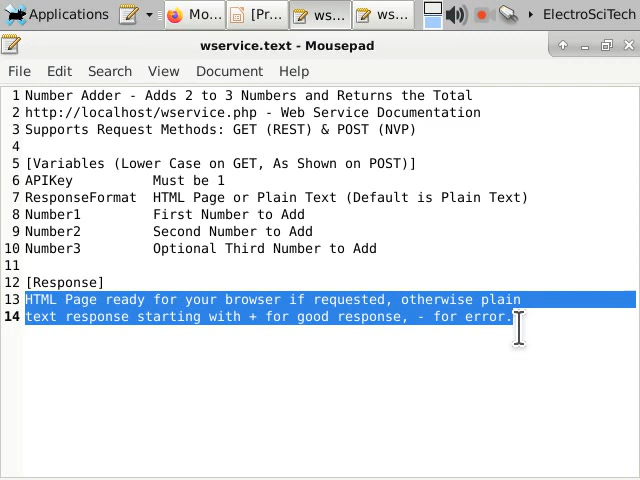 Applications Mo... [Pr... ws... ws... ElectroSciTech
wservice.text - Mousepad
File Edit Search View Document Help
1 Number Adder - Adds 2 to 3 Numbers and Returns the Total
2 http://localhost/wservice.php - Web Service Documentation
3 Supports Request Methods: GET (REST) & POST (NVP)
4
5 [Variables (Lower Case on GET, As Shown on POST)]
6 APIKey Must be 1
7 ResponseFormat HTML Page or Plain Text (Default is Plain Text)
8 Number1 First Number to Add
9 Number2 Second Number to Add
10 Number3 Optional Third Number to Add
11
12 [Response]
13 HTML Page ready for your browser if requested, otherwise plain
14 text response starting with + for good response, - for error.